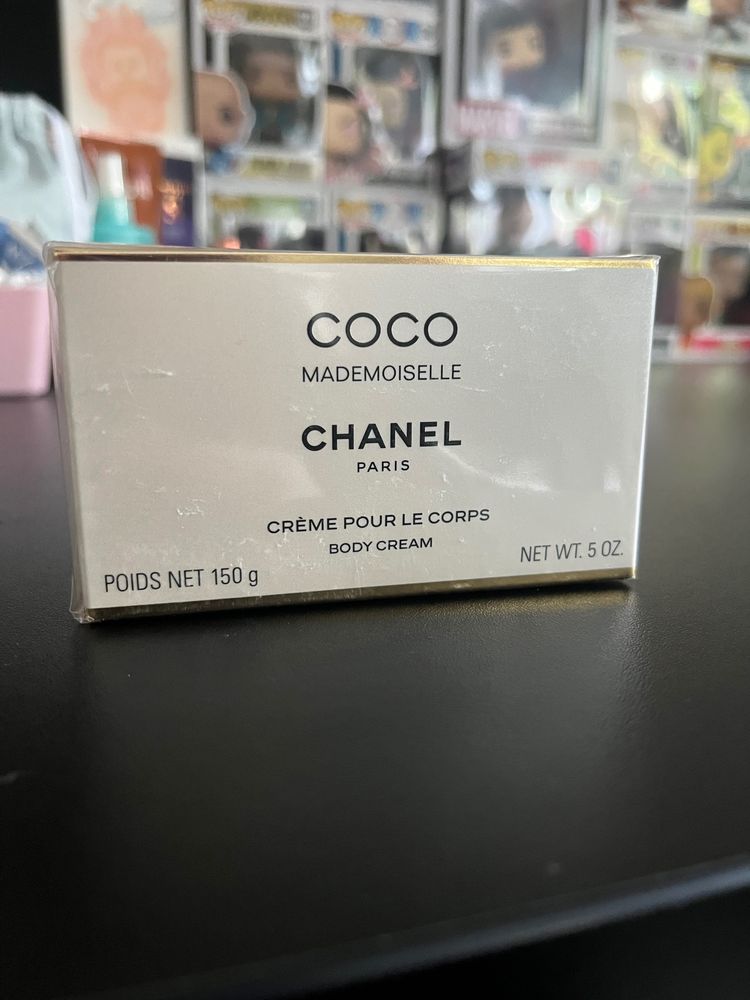 COCO
MADEMOISELLE
CHANEL
PARIS
CRÈME POUR LE CORPS
BODY CREAM
POIDS NET 150 g
NET WT. 5 OZ.